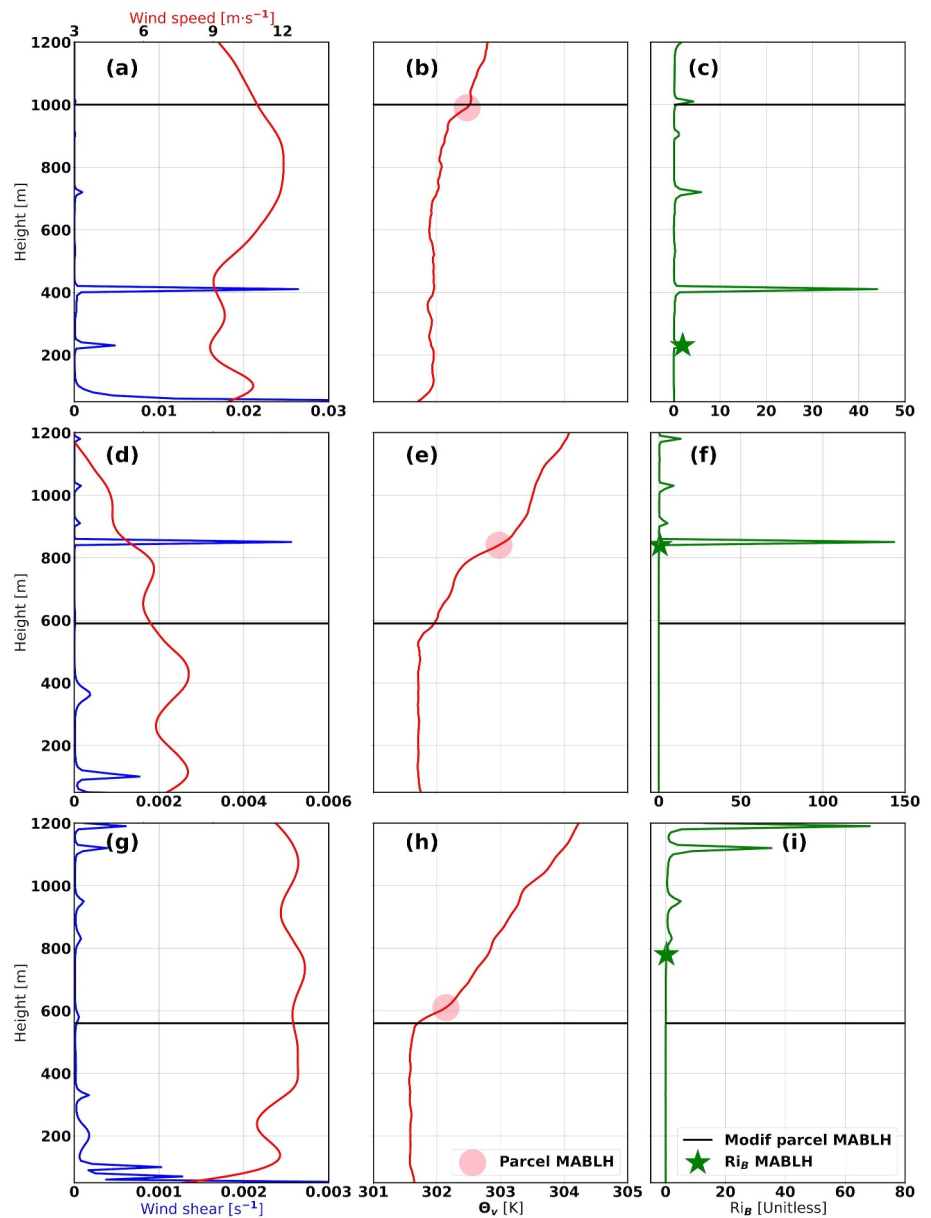 Wind speed [m·s⁻¹]
3 6 9 12
1200 1000 800 600 400 200
Height [m]
(a)
(b)
(c)
0 0.01 0.02 0.03
0 10 20 30 40 50
1200 1000 800 600 400 200
Height [m]
(d)
(e)
(f)
0 0.002 0.004 0.006
0 50 100 150
1200 1000 800 600 400 200
Height [m]
(g)
(h)
(i)
Parcel MABLH
Modif parcel MABLH
Ri_B MABLH
0 0.001 0.002 0.003
301 302 303 304 305
0 20 40 60 80
Wind shear [s⁻¹]
Θ_v [K]
Ri_B [Unitless]